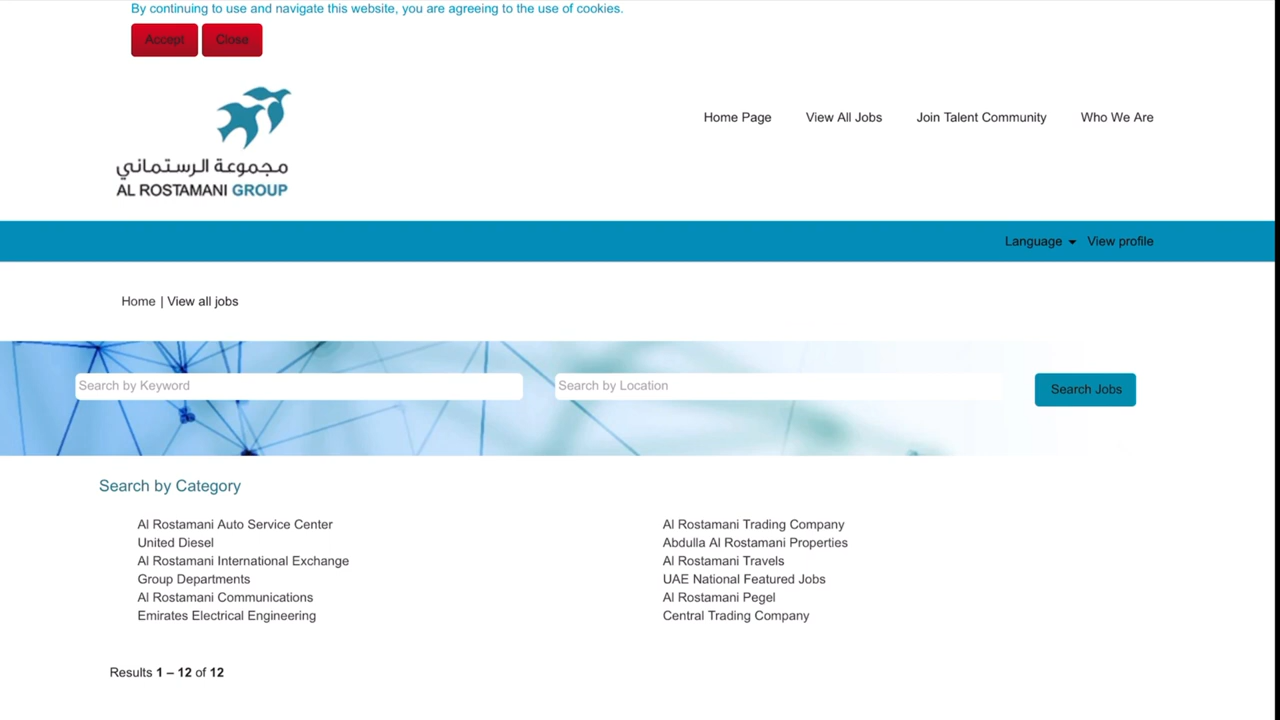 By continuing to use and navigate this website, you are agreeing to the use of cookies.
Accept Close
مجموعة الرستماني
AL ROSTAMANI GROUP
Home Page View All Jobs Join Talent Community Who We Are
Language View profile
Home | View all jobs
Search by Keyword Search by Location Search Jobs
Search by Category
Al Rostamani Auto Service Center
United Diesel
Al Rostamani International Exchange
Group Departments
Al Rostamani Communications
Emirates Electrical Engineering
Al Rostamani Trading Company
Abdulla Al Rostamani Properties
Al Rostamani Travels
UAE National Featured Jobs
Al Rostamani Pegel
Central Trading Company
Results 1 – 12 of 12